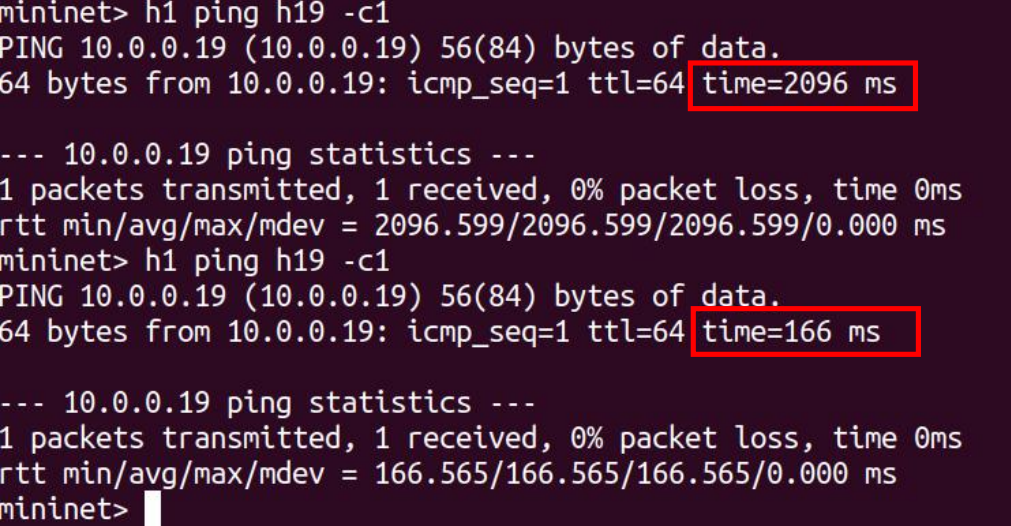 mininet> h1 ping h19 -c1
PING 10.0.0.19 (10.0.0.19) 56(84) bytes of data.
64 bytes from 10.0.0.19: icmp_seq=1 ttl=64 time=2096 ms
--- 10.0.0.19 ping statistics ---
1 packets transmitted, 1 received, 0% packet loss, time 0ms
rtt min/avg/max/mdev = 2096.599/2096.599/2096.599/0.000 ms
mininet> h1 ping h19 -c1
PING 10.0.0.19 (10.0.0.19) 56(84) bytes of data.
64 bytes from 10.0.0.19: icmp_seq=1 ttl=64 time=166 ms
--- 10.0.0.19 ping statistics ---
1 packets transmitted, 1 received, 0% packet loss, time 0ms
rtt min/avg/max/mdev = 166.565/166.565/166.565/0.000 ms
mininet>